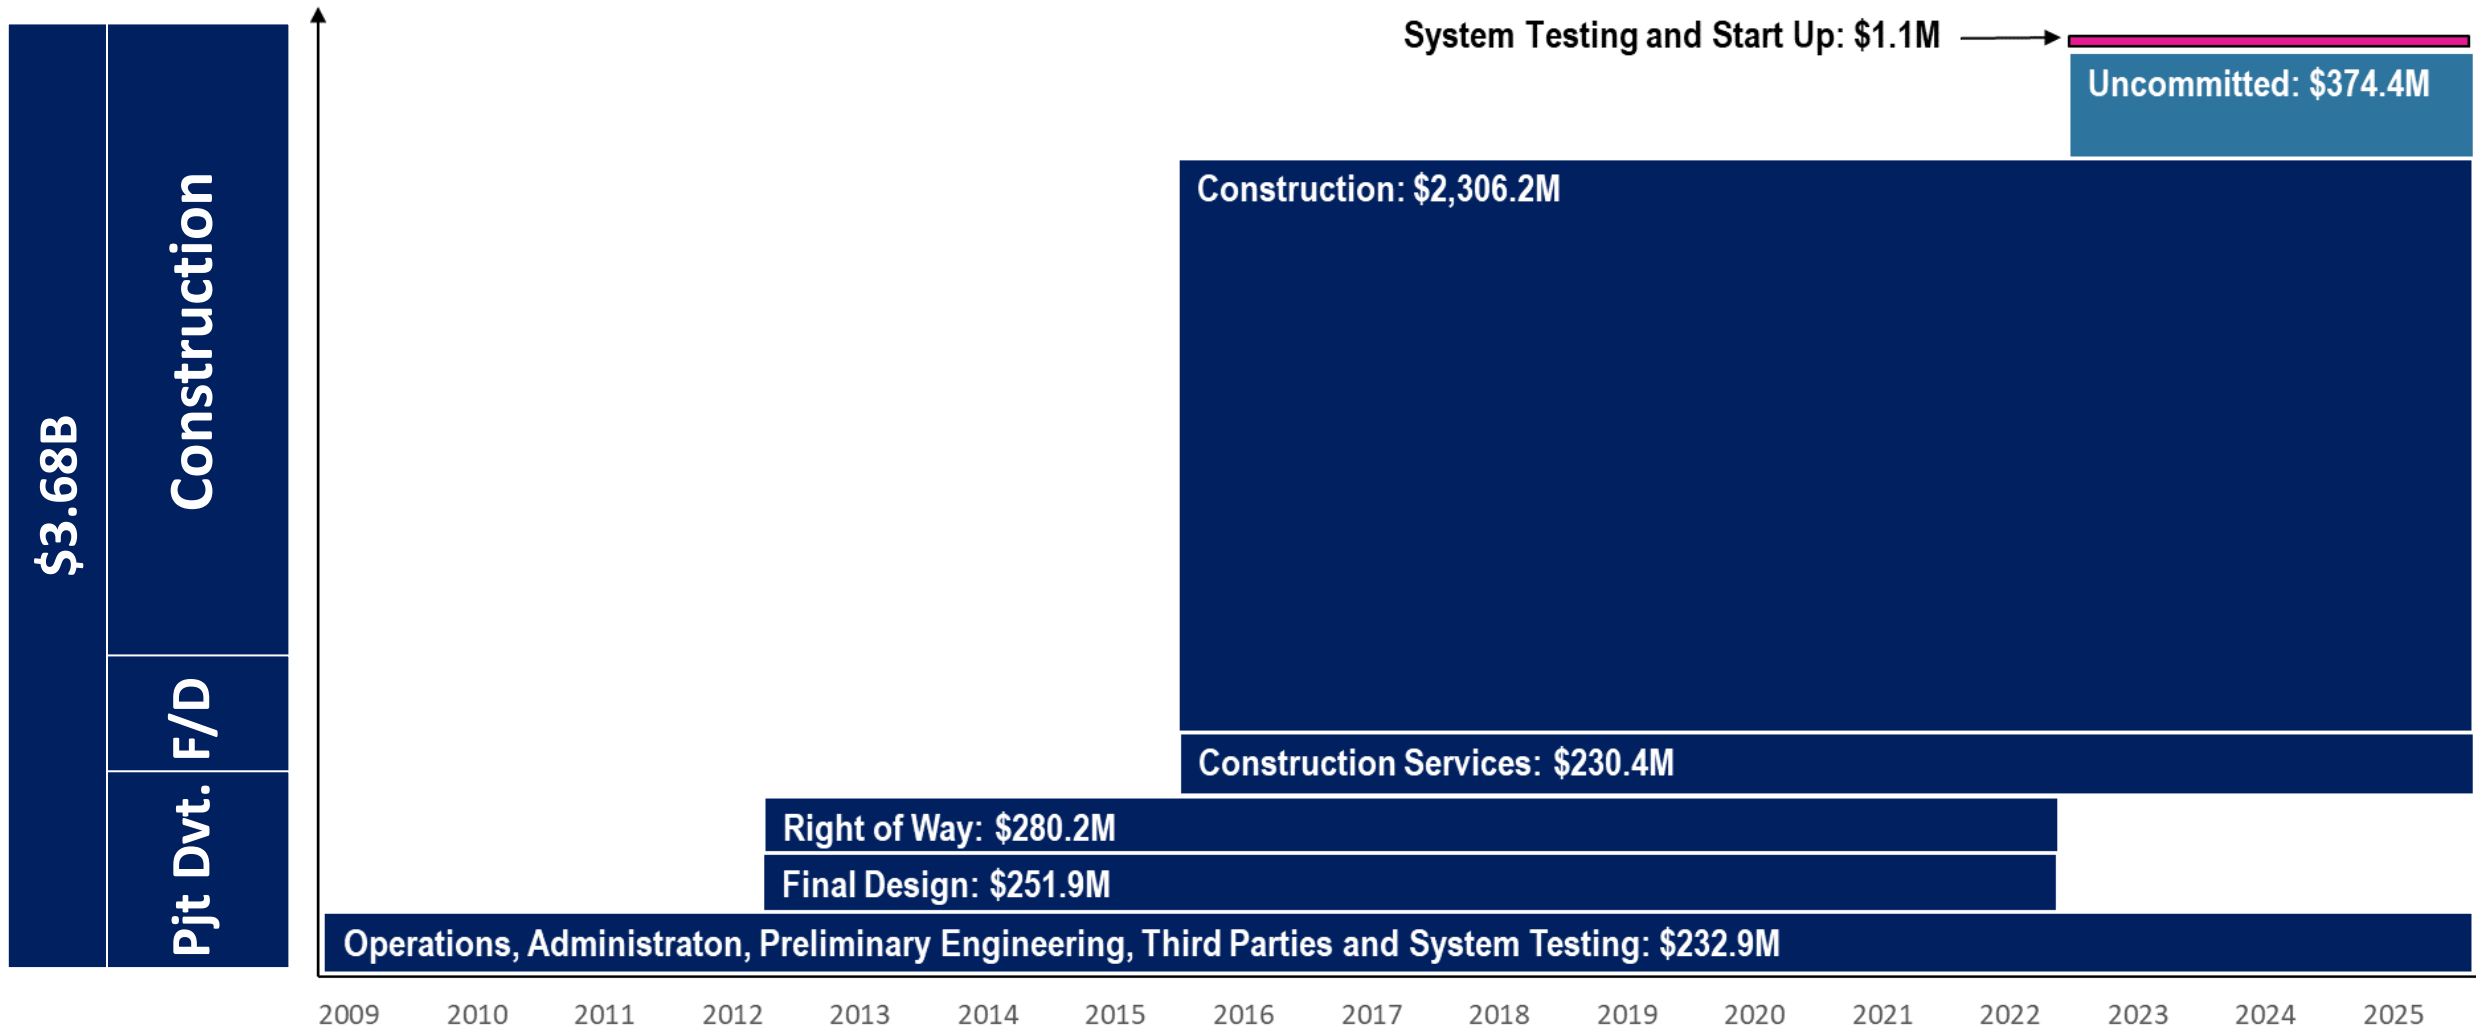 $3.68B
Construction
F/D
Pjt Dvt.
System Testing and Start Up: $1.1M
Uncommitted: $374.4M
Construction: $2,306.2M
Construction Services: $230.4M
Right of Way: $280.2M
Final Design: $251.9M
Operations, Administraton, Preliminary Engineering, Third Parties and System Testing: $232.9M
2009 2010 2011 2012 2013 2014 2015 2016 2017 2018 2019 2020 2021 2022 2023 2024 2025